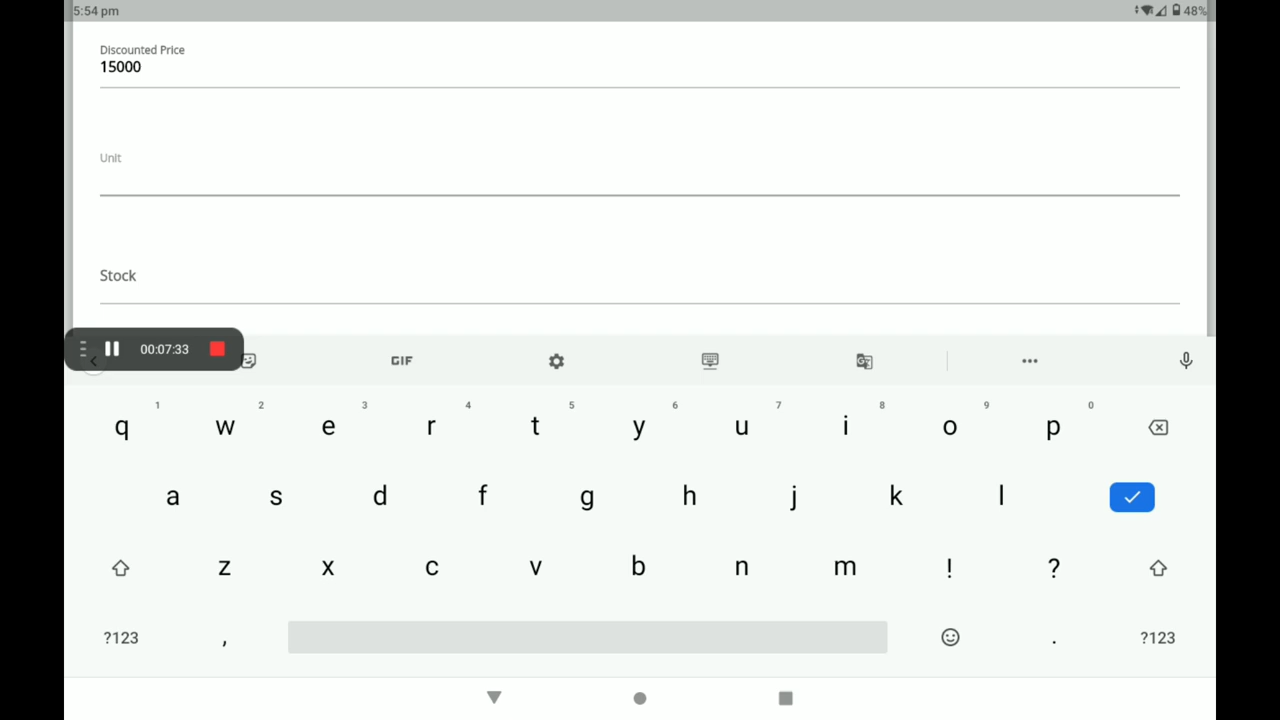 5:54 pm 48%
Discounted Price
15000
Unit
Stock
00:07:33
GIF
1 2 3 4 5 6 7 8 9 0
q w e r t y u i o p
a s d f g h j k l
z x c v b n m ! ?
?123 , . ?123